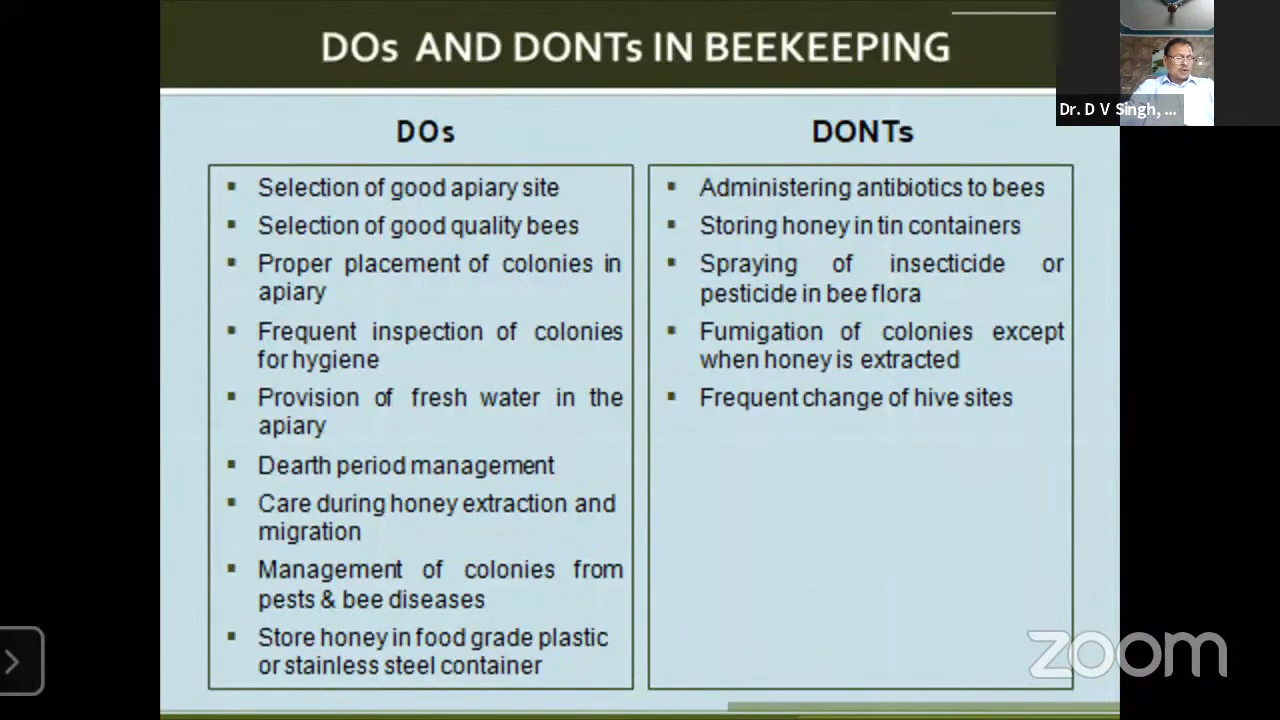 DOs AND DONTs IN BEEKEEPING
Dr. D V Singh, ...
DOs
▪ Selection of good apiary site
▪ Selection of good quality bees
▪ Proper placement of colonies in
apiary
▪ Frequent inspection of colonies
for hygiene
▪ Provision of fresh water in the
apiary
▪ Dearth period management
▪ Care during honey extraction and
migration
▪ Management of colonies from
pests & bee diseases
▪ Store honey in food grade plastic
or stainless steel container
DONTs
▪ Administering antibiotics to bees
▪ Storing honey in tin containers
▪ Spraying of insecticide or
pesticide in bee flora
▪ Fumigation of colonies except
when honey is extracted
▪ Frequent change of hive sites
zoom